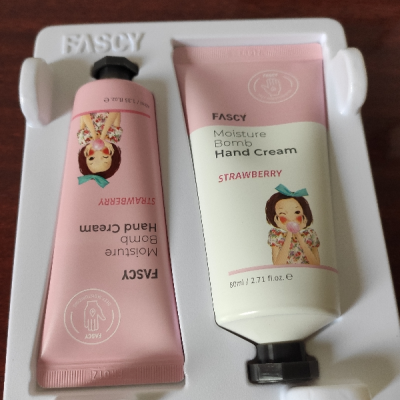 FASCY
FASCY
Moisture
Bomb
Hand Cream
STRAWBERRY
80ml / 2.71 fl.oz. e
FASCY
Moisture
Bomb
Hand Cream
STRAWBERRY